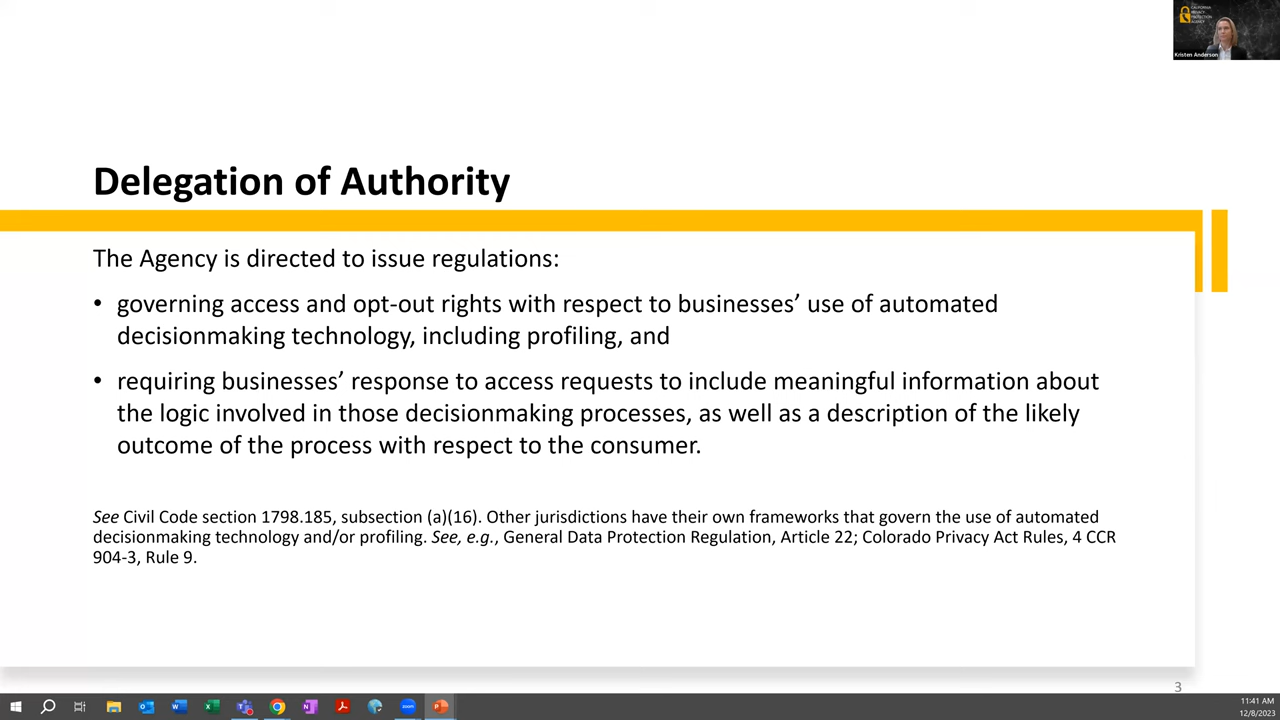 CALIFORNIA
PRIVACY
PROTECTION
AGENCY
Kristen Anderson
Delegation of Authority
The Agency is directed to issue regulations:
• governing access and opt-out rights with respect to businesses’ use of automated
decisionmaking technology, including profiling, and
• requiring businesses’ response to access requests to include meaningful information about
the logic involved in those decisionmaking processes, as well as a description of the likely
outcome of the process with respect to the consumer.
See Civil Code section 1798.185, subsection (a)(16). Other jurisdictions have their own frameworks that govern the use of automated
decisionmaking technology and/or profiling. See, e.g., General Data Protection Regulation, Article 22; Colorado Privacy Act Rules, 4 CCR
904-3, Rule 9.
3
zoom
11:41 AM
12/8/2023